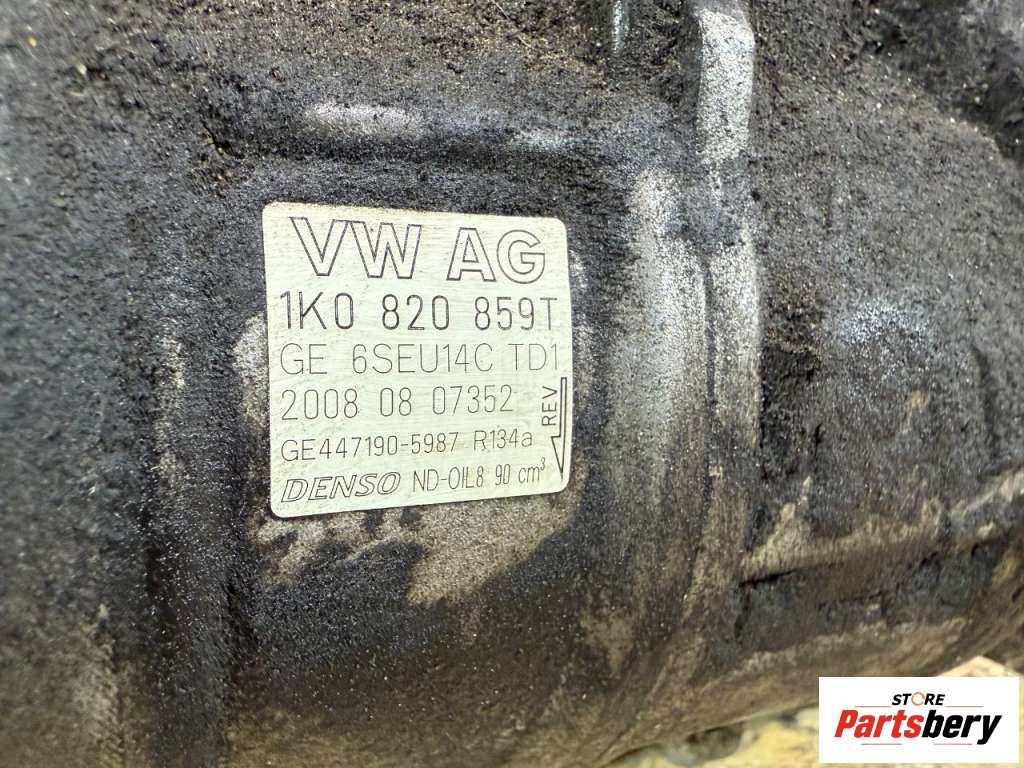 VW AG
1K0 820 859T
GE 6SEU14C TD1
2008 08 07352
REV
GE447190-5987 R134a
DENSO ND-OIL8 90 cm³
STORE
Partsbery